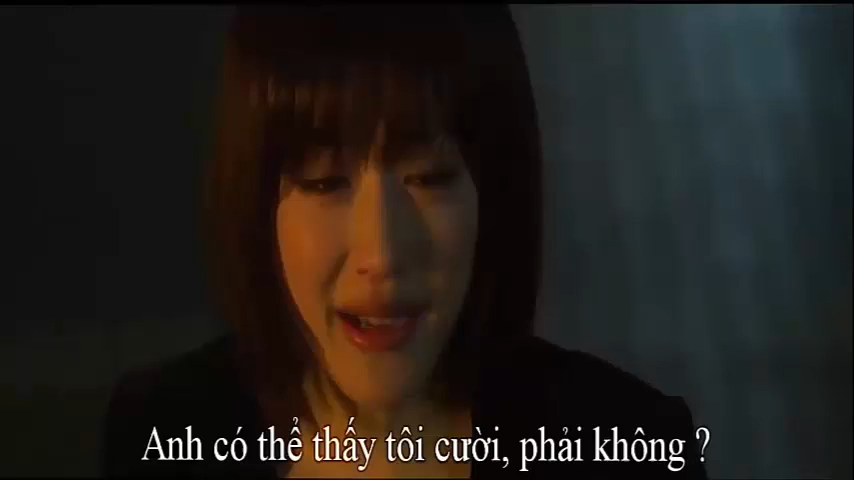 Anh có thể thấy tôi cười, phải không ?